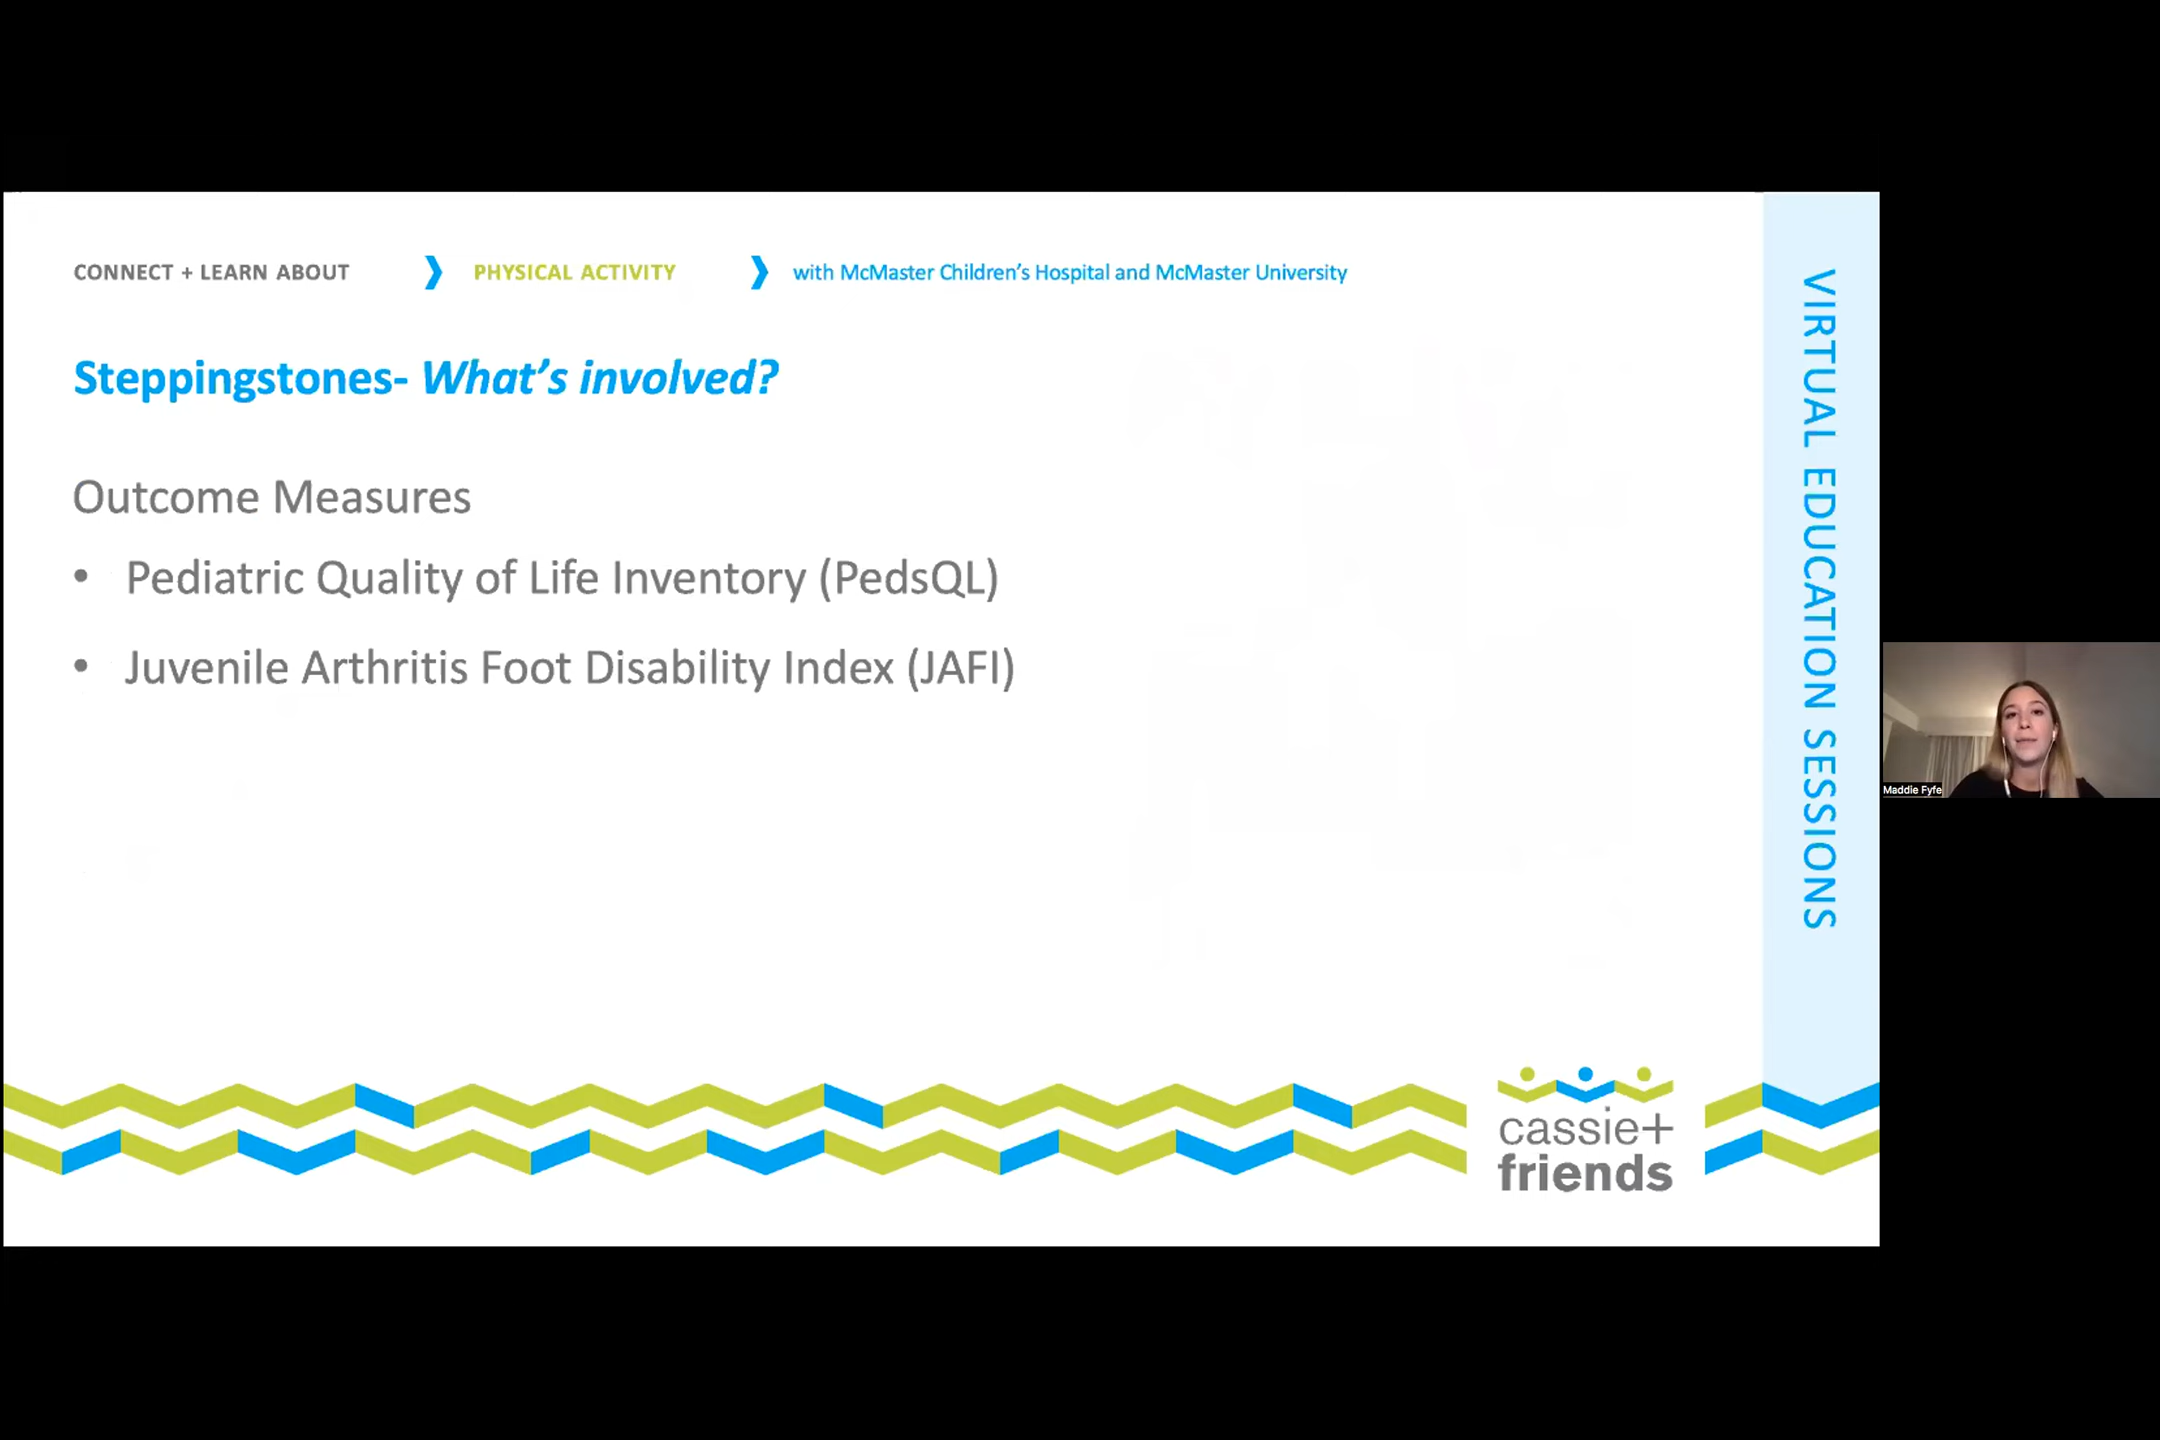 CONNECT + LEARN ABOUT ❯ PHYSICAL ACTIVITY ❯ with McMaster Children’s Hospital and McMaster University
Steppingstones- What’s involved?
Outcome Measures
• Pediatric Quality of Life Inventory (PedsQL)
• Juvenile Arthritis Foot Disability Index (JAFI)
VIRTUAL EDUCATION SESSIONS
Maddie Fyfe
cassie+
friends